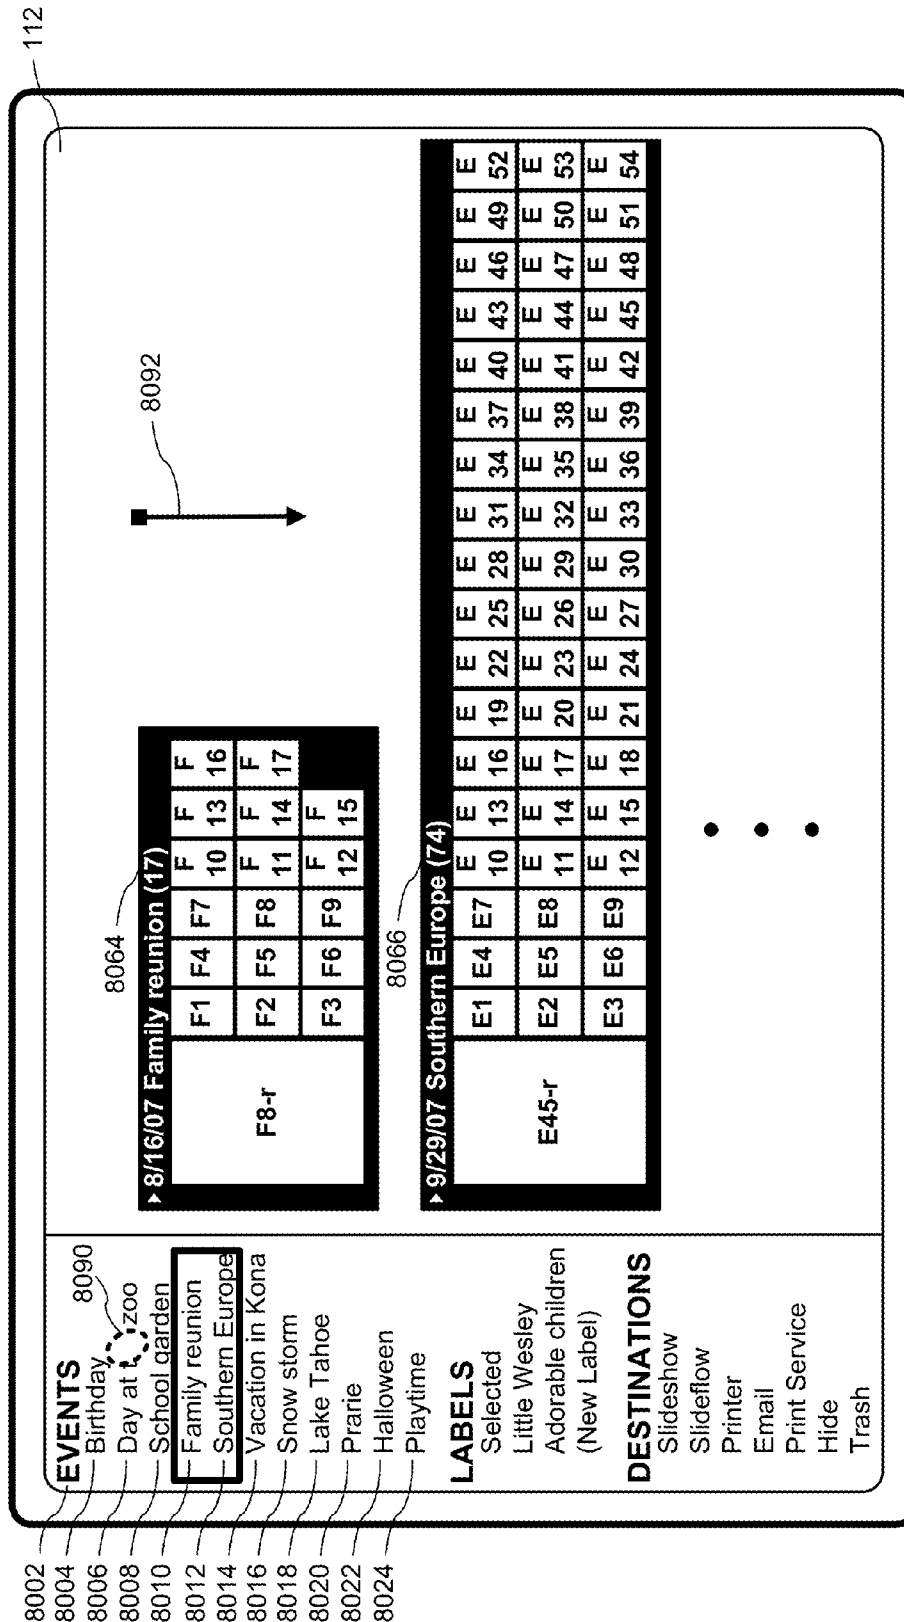 112
8002
EVENTS
8004
Birthday
8090
8006
Day at t zoo
8008
School garden
8010
Family reunion
8012
Southern Europe
8014
Vacation in Kona
8016
Snow storm
8018
Lake Tahoe
8020
Prarie
8022
Halloween
8024
Playtime
LABELS
Selected
Little Wesley
Adorable children
(New Label)
DESTINATIONS
Slideshow
Slideflow
Printer
Email
Print Service
Hide
Trash
8064
8092
8/16/07 Family reunion (17)
F8-r
F1 F4 F7 F 10 F 13 F 16
F2 F5 F8 F 11 F 14 F 17
F3 F6 F9 F 12 F 15
8066
9/29/07 Southern Europe (74)
E45-r
E1 E4 E7 E 10 E 13 E 16 E 19 E 22 E 25 E 28 E 31 E 34 E 37 E 40 E 43 E 46 E 49 E 52
E2 E5 E8 E 11 E 14 E 17 E 20 E 23 E 26 E 29 E 32 E 35 E 38 E 41 E 44 E 47 E 50 E 53
E3 E6 E9 E 12 E 15 E 18 E 21 E 24 E 27 E 30 E 33 E 36 E 39 E 42 E 45 E 48 E 51 E 54